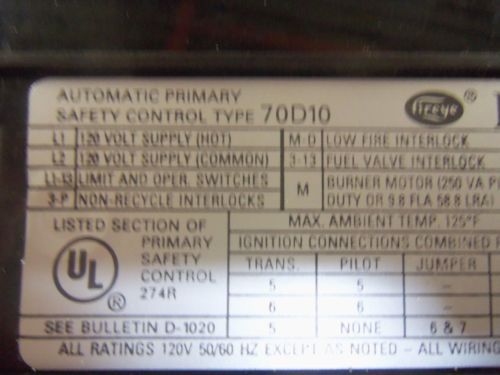 AUTOMATIC PRIMARY
SAFETY CONTROL TYPE 70D10
Fireye ®
L1 120 VOLT SUPPLY (HOT) M-D LOW FIRE INTERLOCK
L2 120 VOLT SUPPLY (COMMON) 3-13 FUEL VALVE INTERLOCK
L1-13 LIMIT AND OPER. SWITCHES M BURNER MOTOR (250 VA
3-P NON-RECYCLE INTERLOCKS DUTY OR 9.8 FLA 58.8 LRA)
LISTED SECTION OF
PRIMARY
SAFETY
CONTROL
274R
UL ®
MAX. AMBIENT TEMP. 125°F
IGNITION CONNECTIONS COMBINED
TRANS. PILOT JUMPER
5 5 -
6 6 -
SEE BULLETIN D-1020 5 NONE 6 & 7
ALL RATINGS 120V 50/60 HZ EXCEPT AS NOTED - ALL WIRING